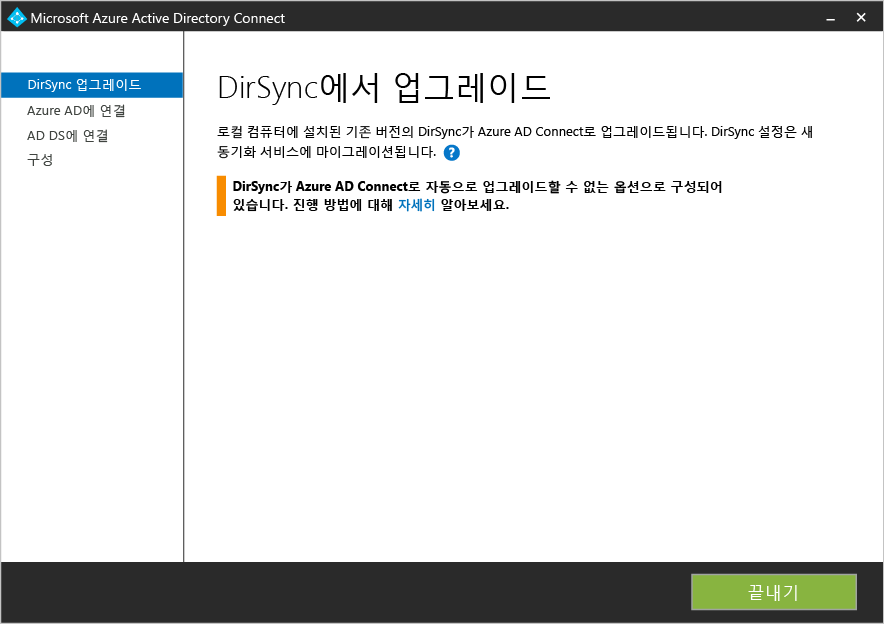 Microsoft Azure Active Directory Connect
DirSync 업그레이드
Azure AD에 연결
AD DS에 연결
구성
DirSync에서 업그레이드
로컬 컴퓨터에 설치된 기존 버전의 DirSync가 Azure AD Connect로 업그레이드됩니다. DirSync 설정은 새
동기화 서비스에 마이그레이션됩니다. ?
DirSync가 Azure AD Connect로 자동으로 업그레이드할 수 없는 옵션으로 구성되어
있습니다. 진행 방법에 대해 자세히 알아보세요.
끝내기